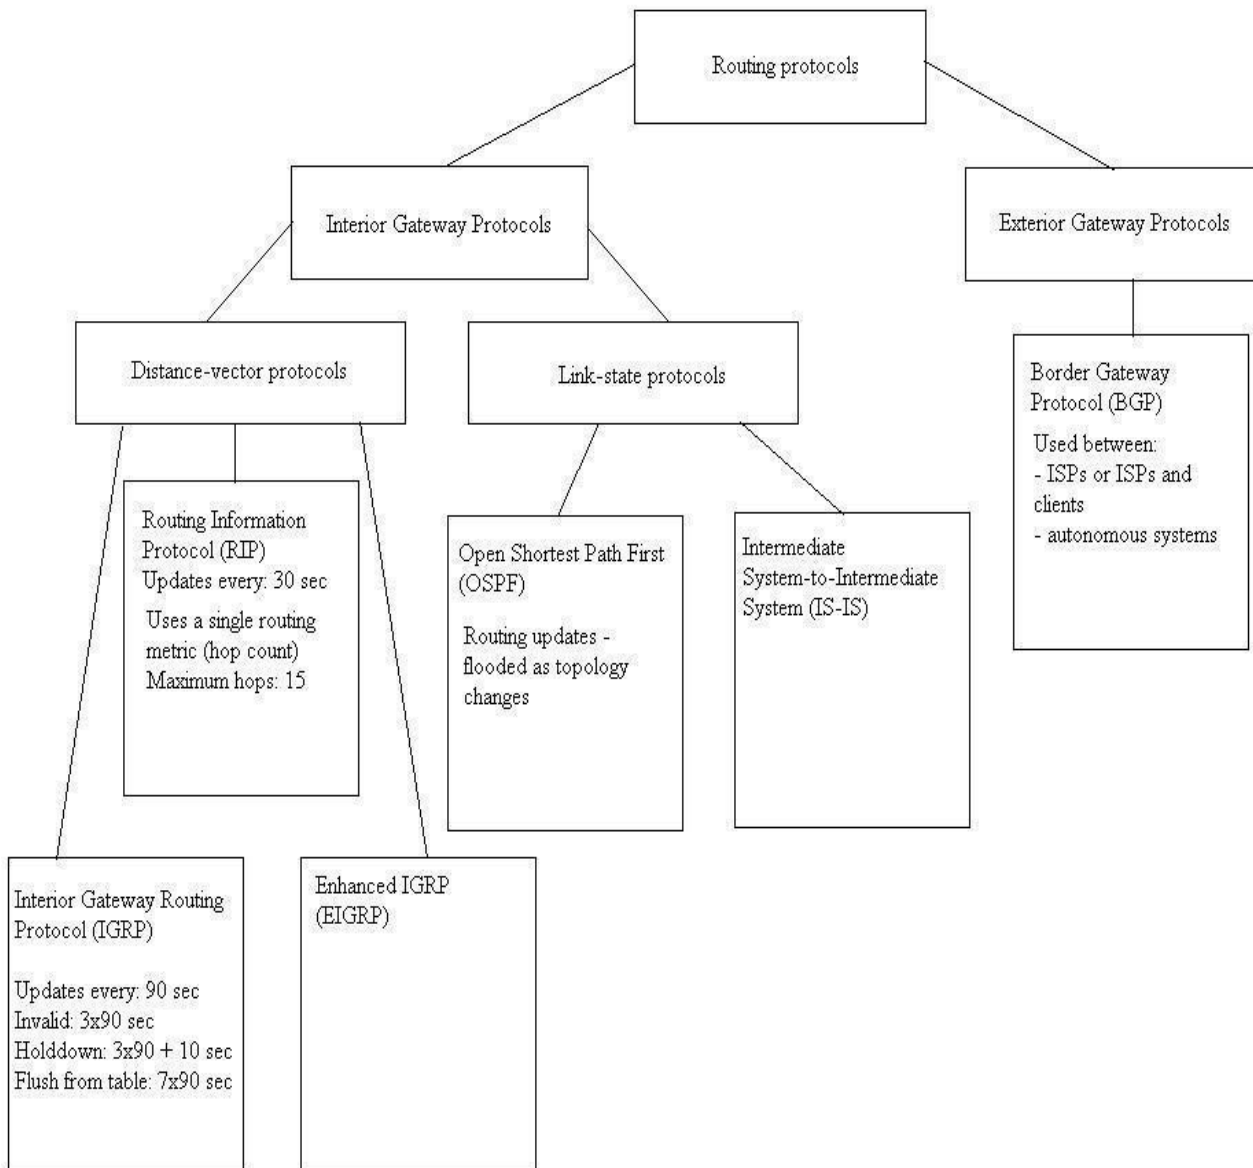 Routing protocols
Interior Gateway Protocols
Exterior Gateway Protocols
Distance-vector protocols
Link-state protocols
Border Gateway
Protocol (BGP)
Used between:
- ISPs or ISPs and
clients
- autonomous systems
Routing Information
Protocol (RIP)
Updates every: 30 sec
Uses a single routing
metric (hop count)
Maximum hops: 15
Open Shortest Path First
(OSPF)
Routing updates -
flooded as topology
changes
Intermediate
System-to-Intermediate
System (IS-IS)
Interior Gateway Routing
Protocol (IGRP)
Updates every: 90 sec
Invalid: 3x90 sec
Holddown: 3x90 + 10 sec
Flush from table: 7x90 sec
Enhanced IGRP
(EIGRP)